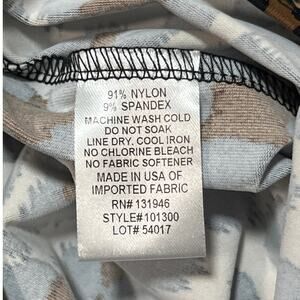 91% NYLON
9% SPANDEX
MACHINE WASH COLD
DO NOT SOAK
LINE DRY. COOL IRON
NO CHLORINE BLEACH
NO FABRIC SOFTENER
MADE IN USA OF
IMPORTED FABRIC
RN# 131946
STYLE# 101300
LOT# 54017